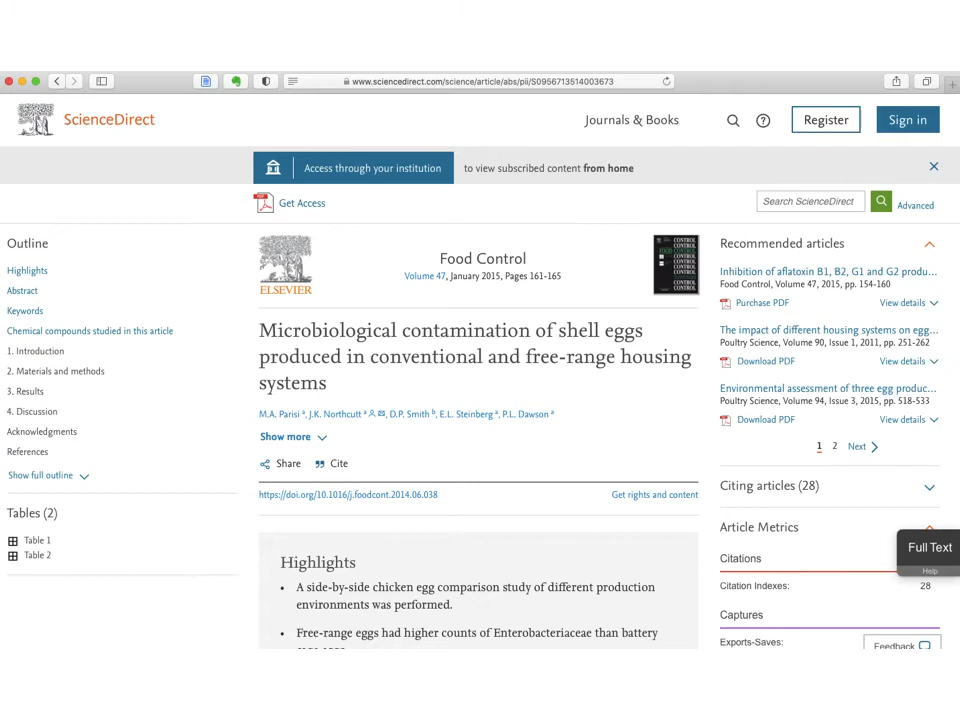 www.sciencedirect.com/science/article/abs/pii/S0956713514003673
ScienceDirect
Journals & Books
Register
Sign in
Access through your institution
to view subscribed content from home
Get Access
Search ScienceDirect
Advanced
Outline
Highlights
Abstract
Keywords
Chemical compounds studied in this article
1. Introduction
2. Materials and methods
3. Results
4. Discussion
Acknowledgments
References
Show full outline
Tables (2)
Table 1
Table 2
ELSEVIER
Food Control
Volume 47, January 2015, Pages 161-165
Microbiological contamination of shell eggs
produced in conventional and free-range housing
systems
M.A. Parisi a, J.K. Northcutt a, D.P. Smith b, E.L. Steinberg a, P.L. Dawson a
Show more
Share
Cite
https://doi.org/10.1016/j.foodcont.2014.06.038
Get rights and content
Highlights
• A side-by-side chicken egg comparison study of different production
environments was performed.
• Free-range eggs had higher counts of Enterobacteriaceae than battery
Recommended articles
Inhibition of aflatoxin B1, B2, G1 and G2 produ...
Food Control, Volume 47, 2015, pp. 154-160
Purchase PDF
View details
The impact of different housing systems on egg...
Poultry Science, Volume 90, Issue 1, 2011, pp. 251-262
Download PDF
View details
Environmental assessment of three egg produc...
Poultry Science, Volume 94, Issue 3, 2015, pp. 518-533
Download PDF
View details
1 2 Next
Citing articles (28)
Article Metrics
Full Text
Help
Citations
Citation Indexes: 28
Captures
Exports-Saves:
Feedback